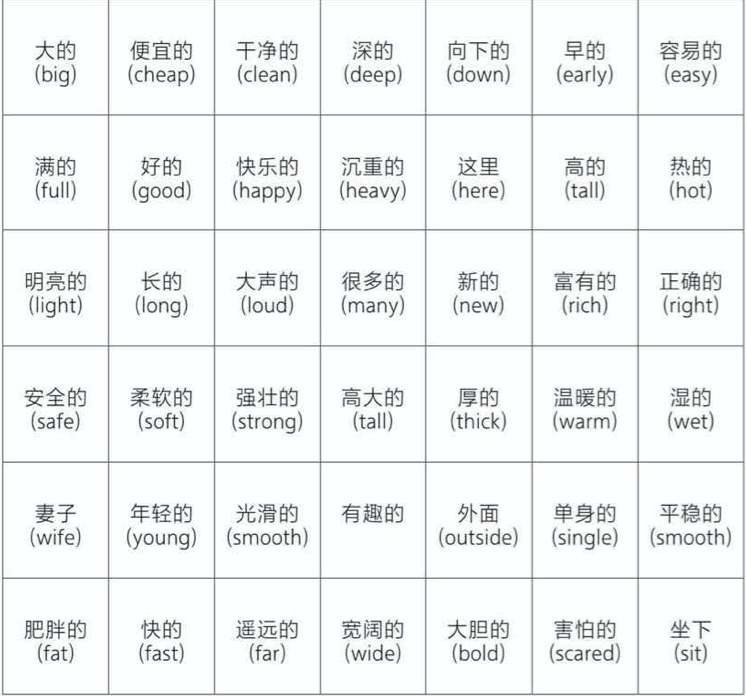 大的
(big)
便宜的
(cheap)
干净的
(clean)
深的
(deep)
向下的
(down)
早的
(early)
容易的
(easy)
满的
(full)
好的
(good)
快乐的
(happy)
沉重的
(heavy)
这里
(here)
高的
(tall)
热的
(hot)
明亮的
(light)
长的
(long)
大声的
(loud)
很多的
(many)
新的
(new)
富有的
(rich)
正确的
(right)
安全的
(safe)
柔软的
(soft)
强壮的
(strong)
高大的
(tall)
厚的
(thick)
温暖的
(warm)
湿的
(wet)
妻子
(wife)
年轻的
(young)
光滑的
(smooth)
有趣的
外面
(outside)
单身的
(single)
平稳的
(smooth)
肥胖的
(fat)
快的
(fast)
遥远的
(far)
宽阔的
(wide)
大胆的
(bold)
害怕的
(scared)
坐下
(sit)